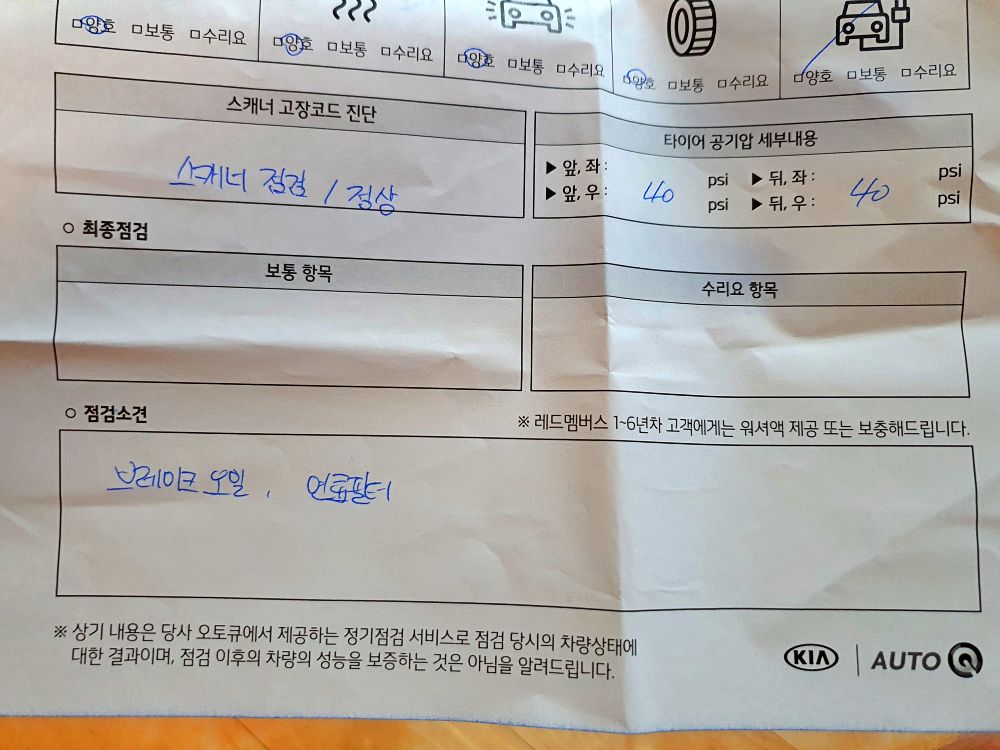 □양호 □보통 □수리요 □양호 □보통 □수리요 □양호 □보통 □수리요 □양호 □보통 □수리요 □양호 □보통 □수리요
스캐너 고장코드 진단
스캐너 점검 / 정상
타이어 공기압 세부내용
▶ 앞, 좌 : psi ▶ 뒤, 좌 : psi
40 40
▶ 앞, 우 : psi ▶ 뒤, 우 : psi
○ 최종점검
보통 항목
수리요 항목
○ 점검소견
※ 레드멤버스 1~6년차 고객에게는 워셔액 제공 또는 보충해드립니다.
브레이크 오일, 연료필터
※ 상기 내용은 당사 오토큐에서 제공하는 정기점검 서비스로 점검 당시의 차량상태에
대한 결과이며, 점검 이후의 차량의 성능을 보증하는 것은 아님을 알려드립니다.
KIA | AUTO Q